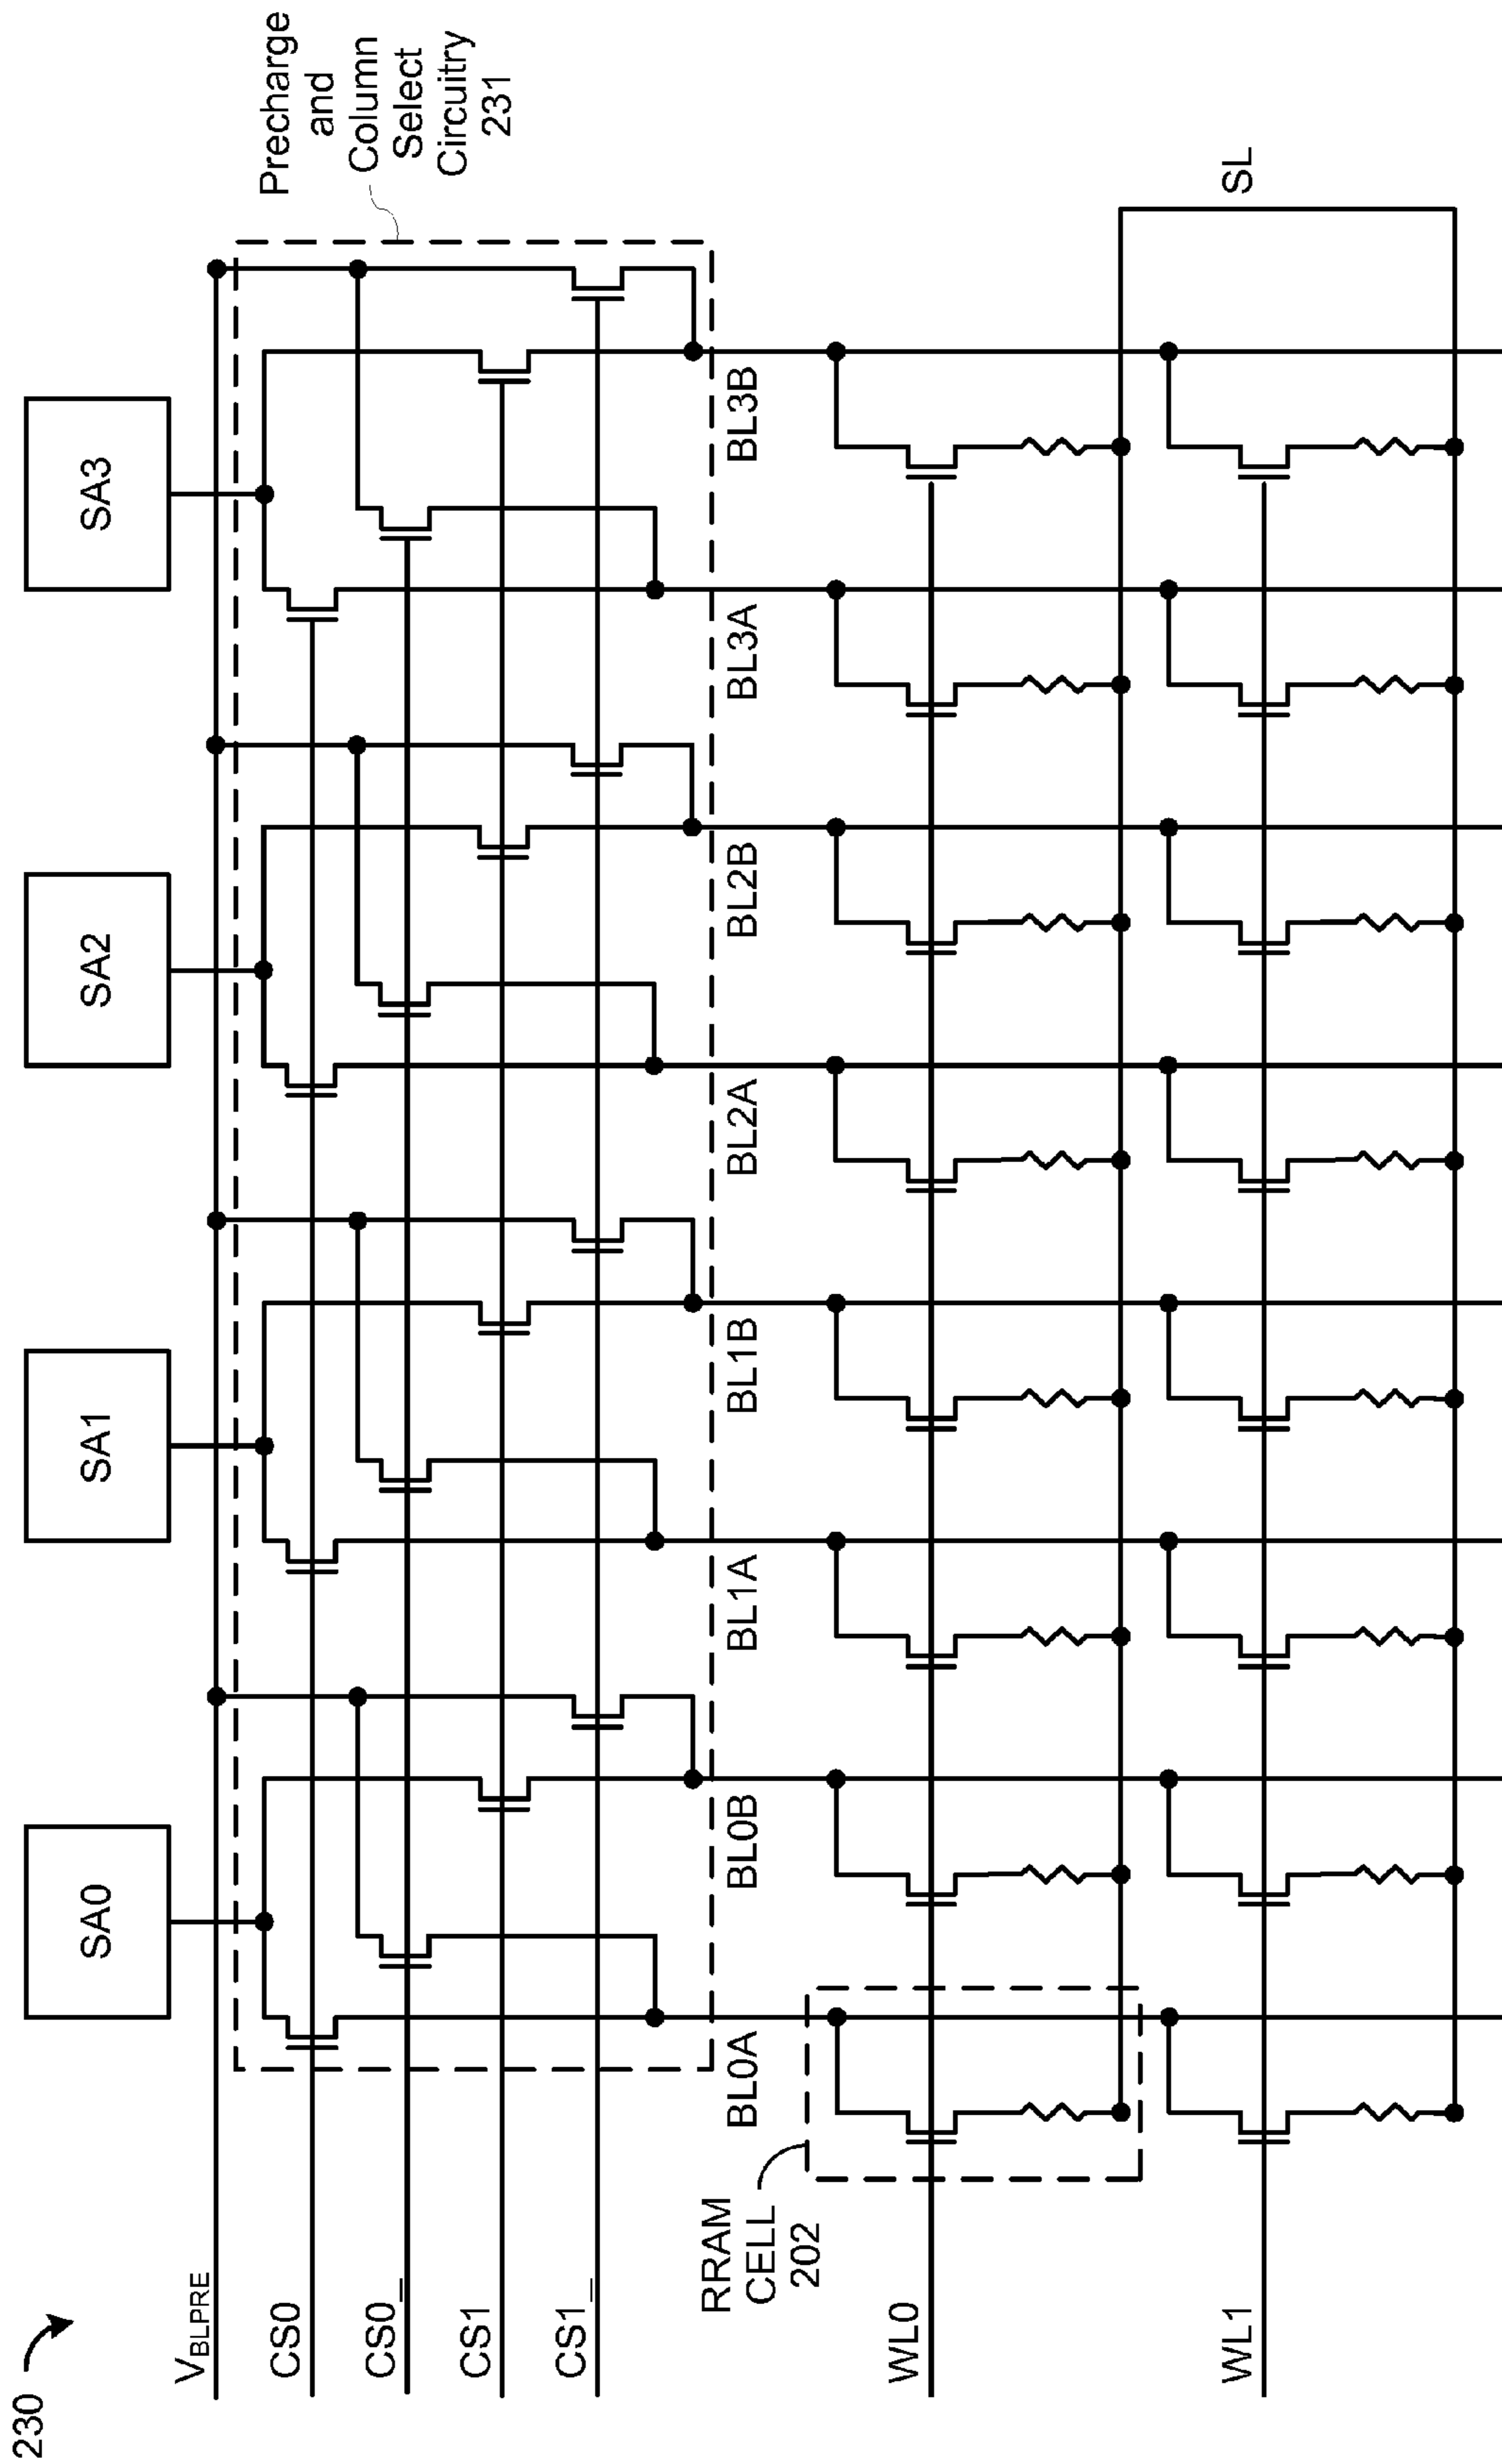 230
SA0
SA1
SA2
SA3
VBLPRE
CS0
CS0_
CS1
CS1_
Precharge
and
Column
Select
Circuitry
231
BL0A
BL0B
BL1A
BL1B
BL2A
BL2B
BL3A
BL3B
RRAM
CELL
202
WL0
WL1
SL